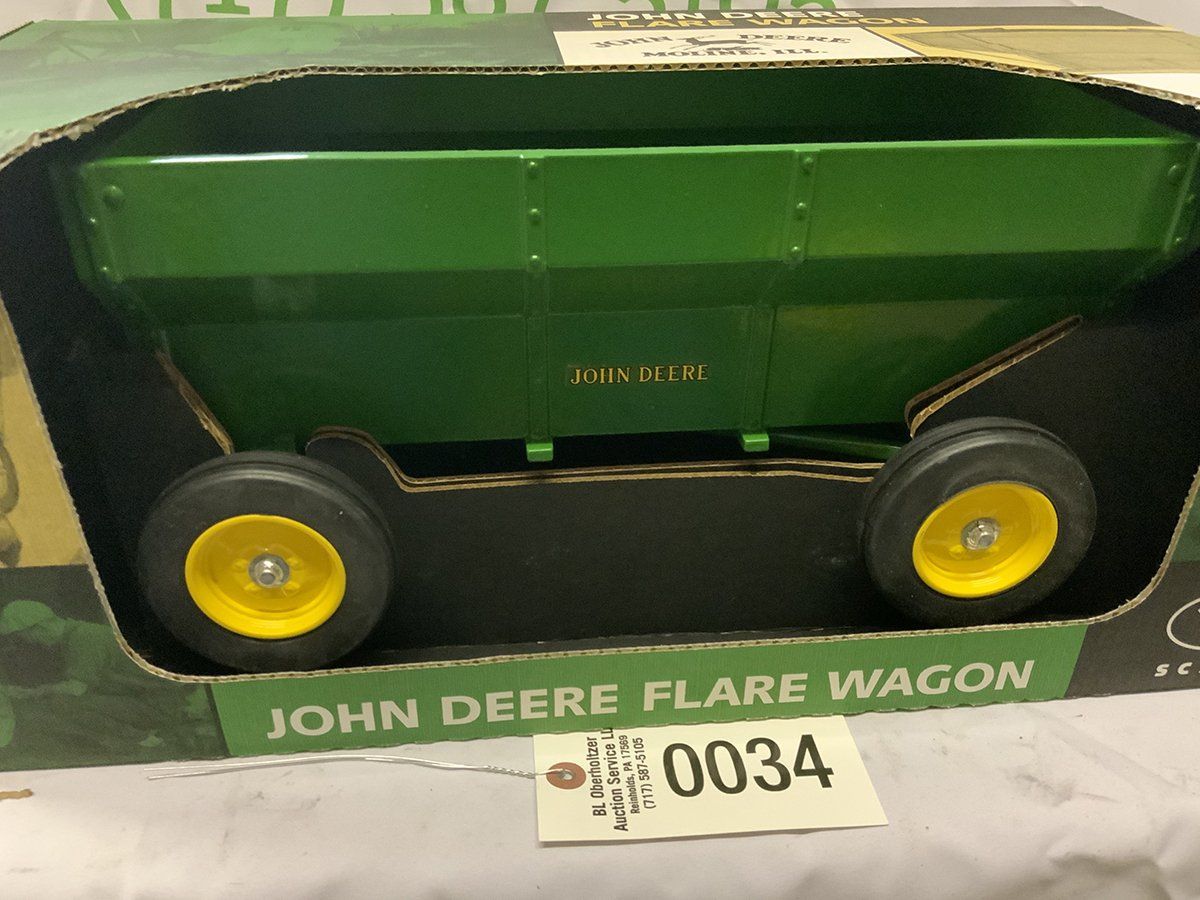 JOHN DEERE
FLARE WAGON
JOHN DEERE
MOLINE, ILL.
JOHN DEERE
JOHN DEERE FLARE WAGON
BL Oberholtzer
Auction Service
Reinholds, PA 17569
(717) 587-5105
0034